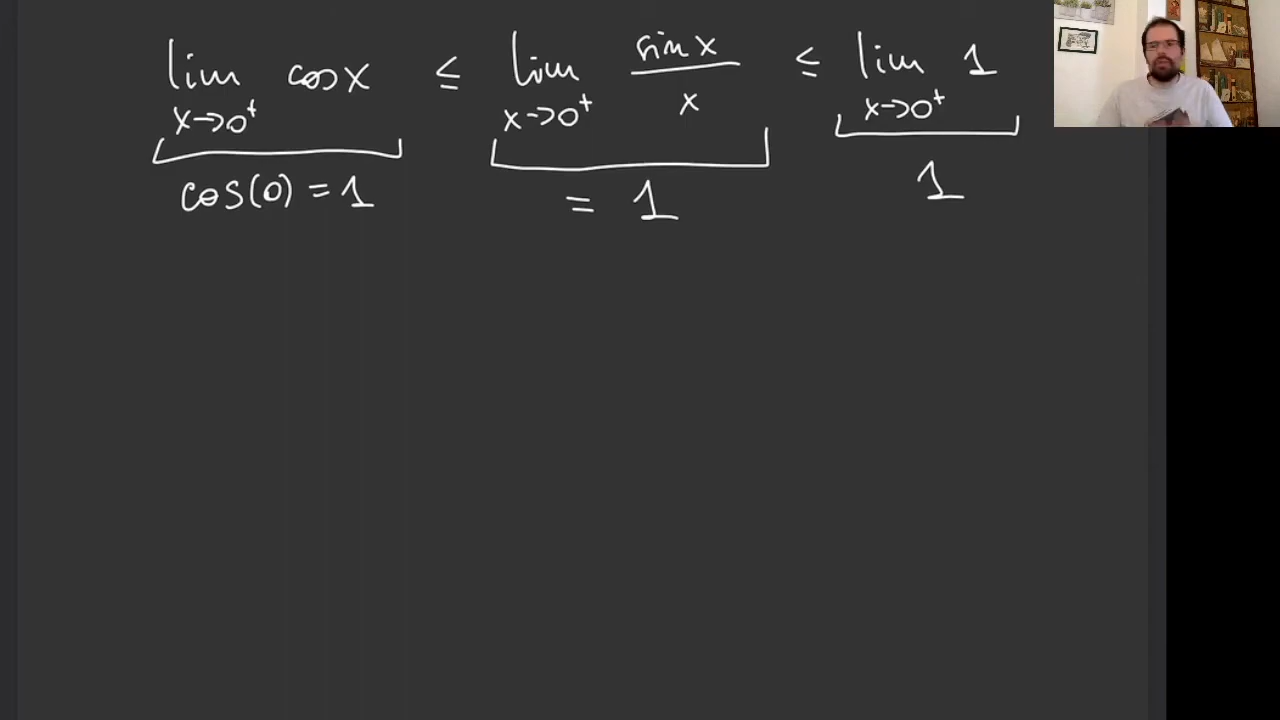 lim cos x ≤ lim sin x / x ≤ lim 1
x→0⁺ x→0⁺ x→0⁺
cos(0) = 1 = 1 1